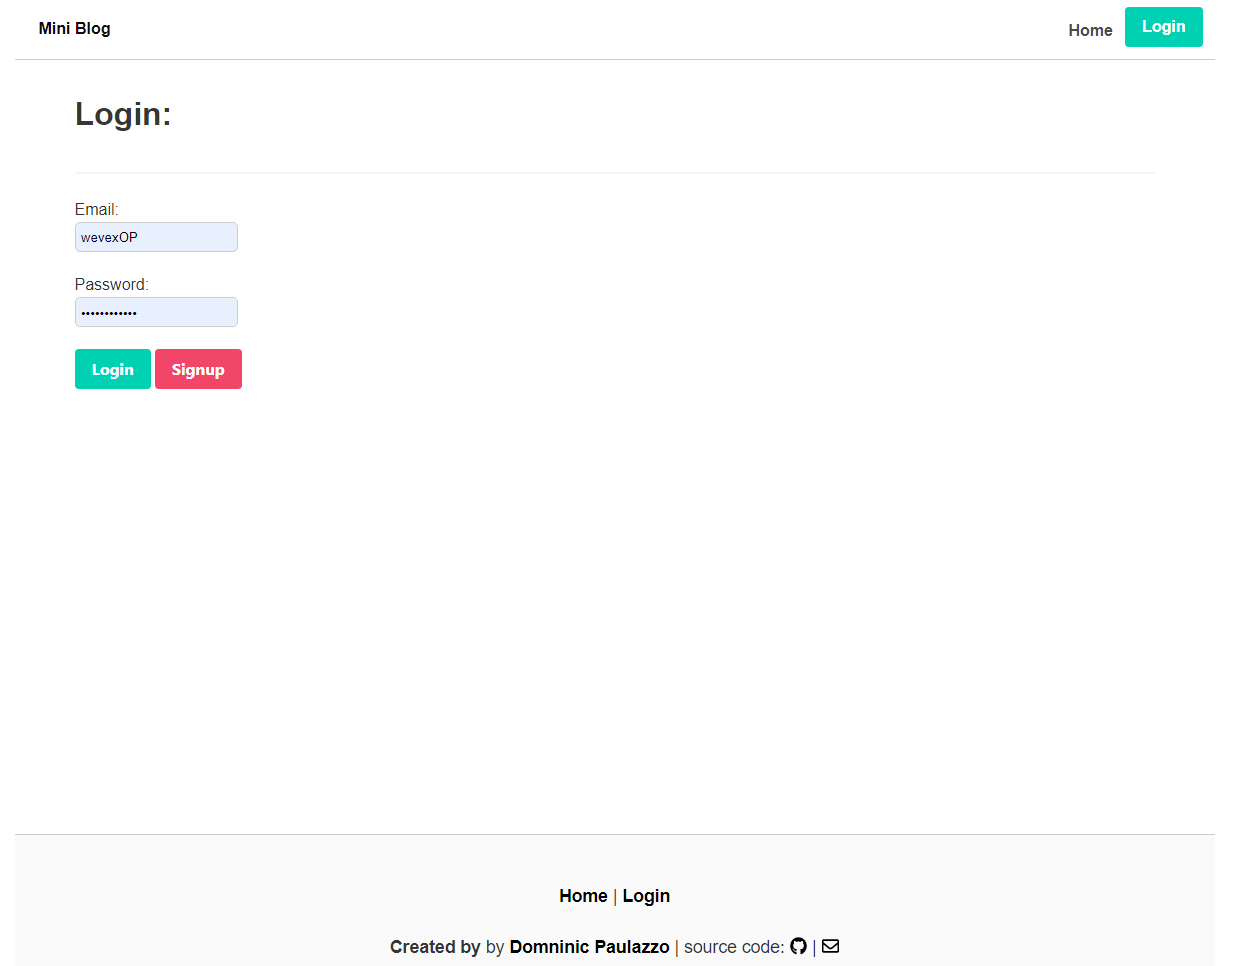 Mini Blog
Home
Login
Login:
Email:
wevexOP
Password:
••••••••••••
Login Signup
Home | Login
Created by by Domninic Paulazzo | source code: |